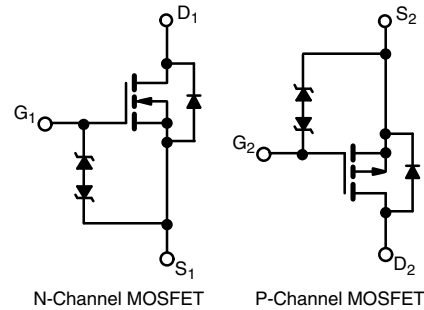 D1
S2
G1
G2
S1
D2
N-Channel MOSFET
P-Channel MOSFET